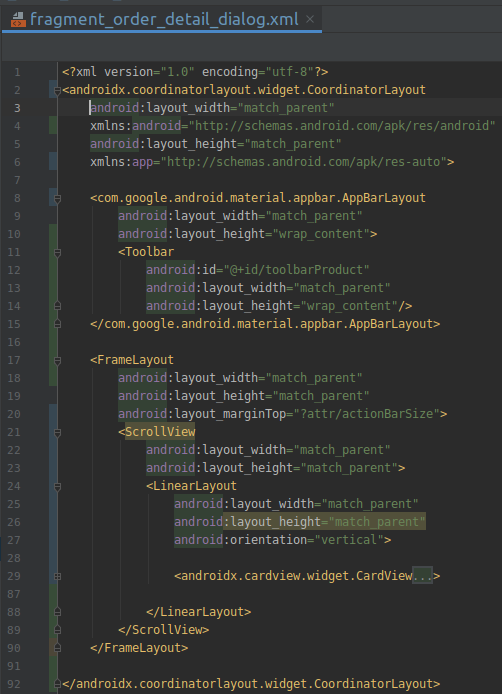 fragment_order_detail_dialog.xml ×
1 <?xml version="1.0" encoding="utf-8"?>
2 <androidx.coordinatorlayout.widget.CoordinatorLayout
3 android:layout_width="match_parent"
4 xmlns:android="http://schemas.android.com/apk/res/android"
5 android:layout_height="match_parent"
6 xmlns:app="http://schemas.android.com/apk/res-auto">
7
8 <com.google.android.material.appbar.AppBarLayout
9 android:layout_width="match_parent"
10 android:layout_height="wrap_content">
11 <Toolbar
12 android:id="@+id/toolbarProduct"
13 android:layout_width="match_parent"
14 android:layout_height="wrap_content"/>
15 </com.google.android.material.appbar.AppBarLayout>
16
17 <FrameLayout
18 android:layout_width="match_parent"
19 android:layout_height="match_parent"
20 android:layout_marginTop="?attr/actionBarSize">
21 <ScrollView
22 android:layout_width="match_parent"
23 android:layout_height="match_parent">
24 <LinearLayout
25 android:layout_width="match_parent"
26 android:layout_height="match_parent"
27 android:orientation="vertical">
28
29 <androidx.cardview.widget.CardView...>
87
88 </LinearLayout>
89 </ScrollView>
90 </FrameLayout>
91
92 </androidx.coordinatorlayout.widget.CoordinatorLayout>